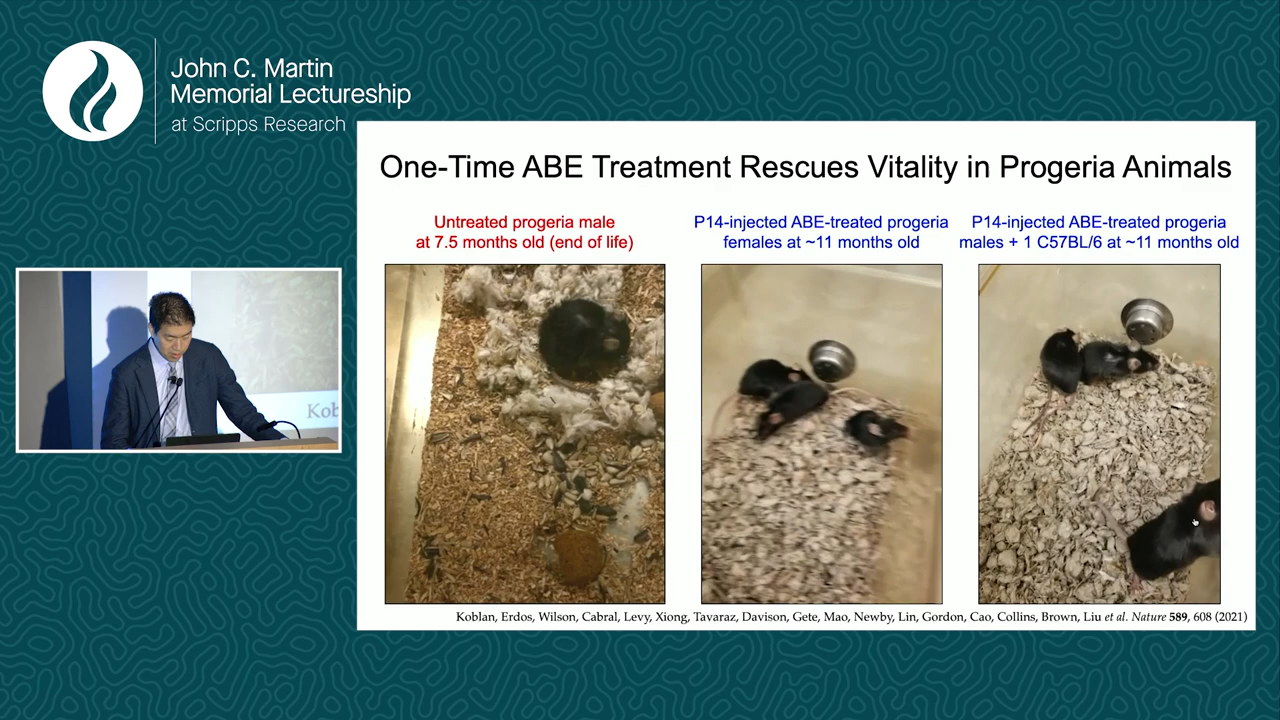 John C. Martin
Memorial Lectureship
at Scripps Research
One-Time ABE Treatment Rescues Vitality in Progeria Animals
Untreated progeria male
at 7.5 months old (end of life)
P14-injected ABE-treated progeria
females at ~11 months old
P14-injected ABE-treated progeria
males + 1 C57BL/6 at ~11 months old
Kob
Koblan, Erdos, Wilson, Cabral, Levy, Xiong, Tavaraz, Davison, Gete, Mao, Newby, Lin, Gordon, Cao, Collins, Brown, Liu et al. Nature 589, 608 (2021)